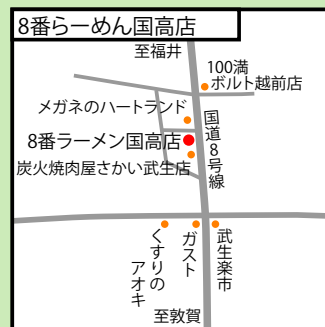 8番らーめん国高店
至福井
100満
ボルト越前店
メガネのハートランド
国道8号線
8番ラーメン国高店
炭火焼肉屋さかい武生店
くすりの
アオキ
ガスト
武生楽市
至敦賀